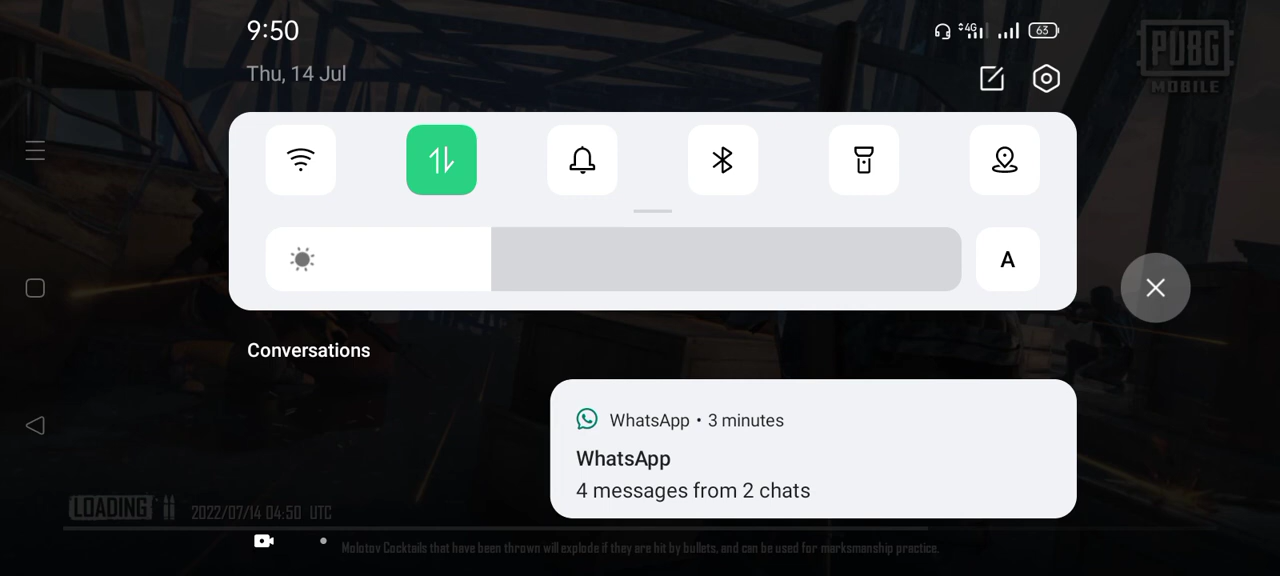 9:50
4G
63
Thu, 14 Jul
PUBG
MOBILE
A
Conversations
WhatsApp • 3 minutes
WhatsApp
4 messages from 2 chats
LOADING
2022/07/14 04:50 UTC
Molotov Cocktails that have been thrown will explode if they are hit by bullets, and can be used for marksmanship practice.